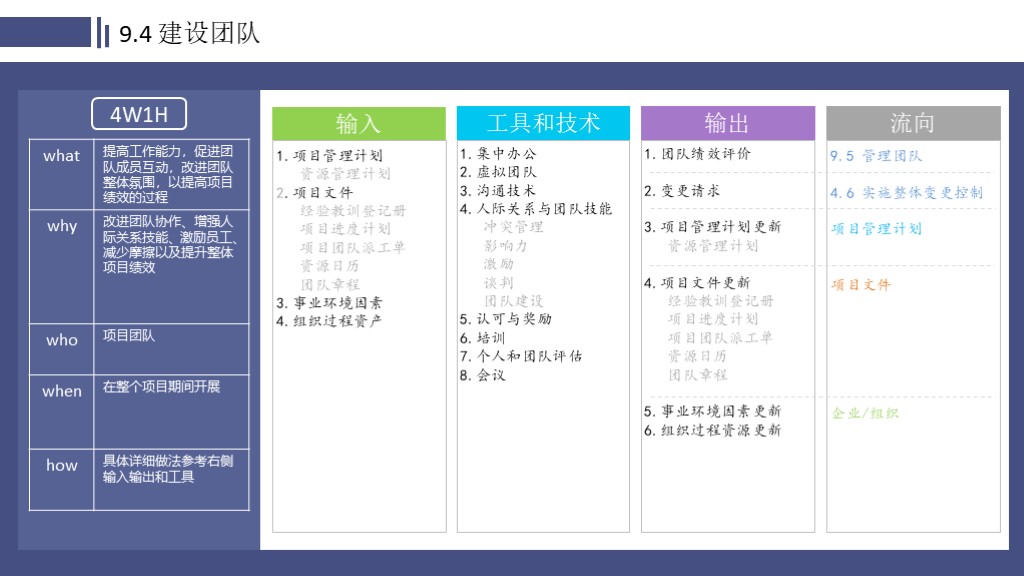 9.4 建设团队
4W1H
what
提高工作能力，促进团
队成员互动，改进团队
整体氛围，以提高项目
绩效的过程
why
改进团队协作、增强人
际关系技能、激励员工、
减少摩擦以及提升整体
项目绩效
who
项目团队
when
在整个项目期间开展
how
具体详细做法参考右侧
输入输出和工具
输入
1. 项目管理计划
资源管理计划
2. 项目文件
经验教训登记册
项目进度计划
项目团队派工单
资源日历
团队章程
3. 事业环境因素
4. 组织过程资产
工具和技术
1. 集中办公
2. 虚拟团队
3. 沟通技术
4. 人际关系与团队技能
冲突管理
影响力
激励
谈判
团队建设
5. 认可与奖励
6. 培训
7. 个人和团队评估
8. 会议
输出
1. 团队绩效评价
2. 变更请求
3. 项目管理计划更新
资源管理计划
4. 项目文件更新
经验教训登记册
项目进度计划
项目团队派工单
资源日历
团队章程
5. 事业环境因素更新
6. 组织过程资源更新
流向
9.5 管理团队
4.6 实施整体变更控制
项目管理计划
项目文件
企业/组织